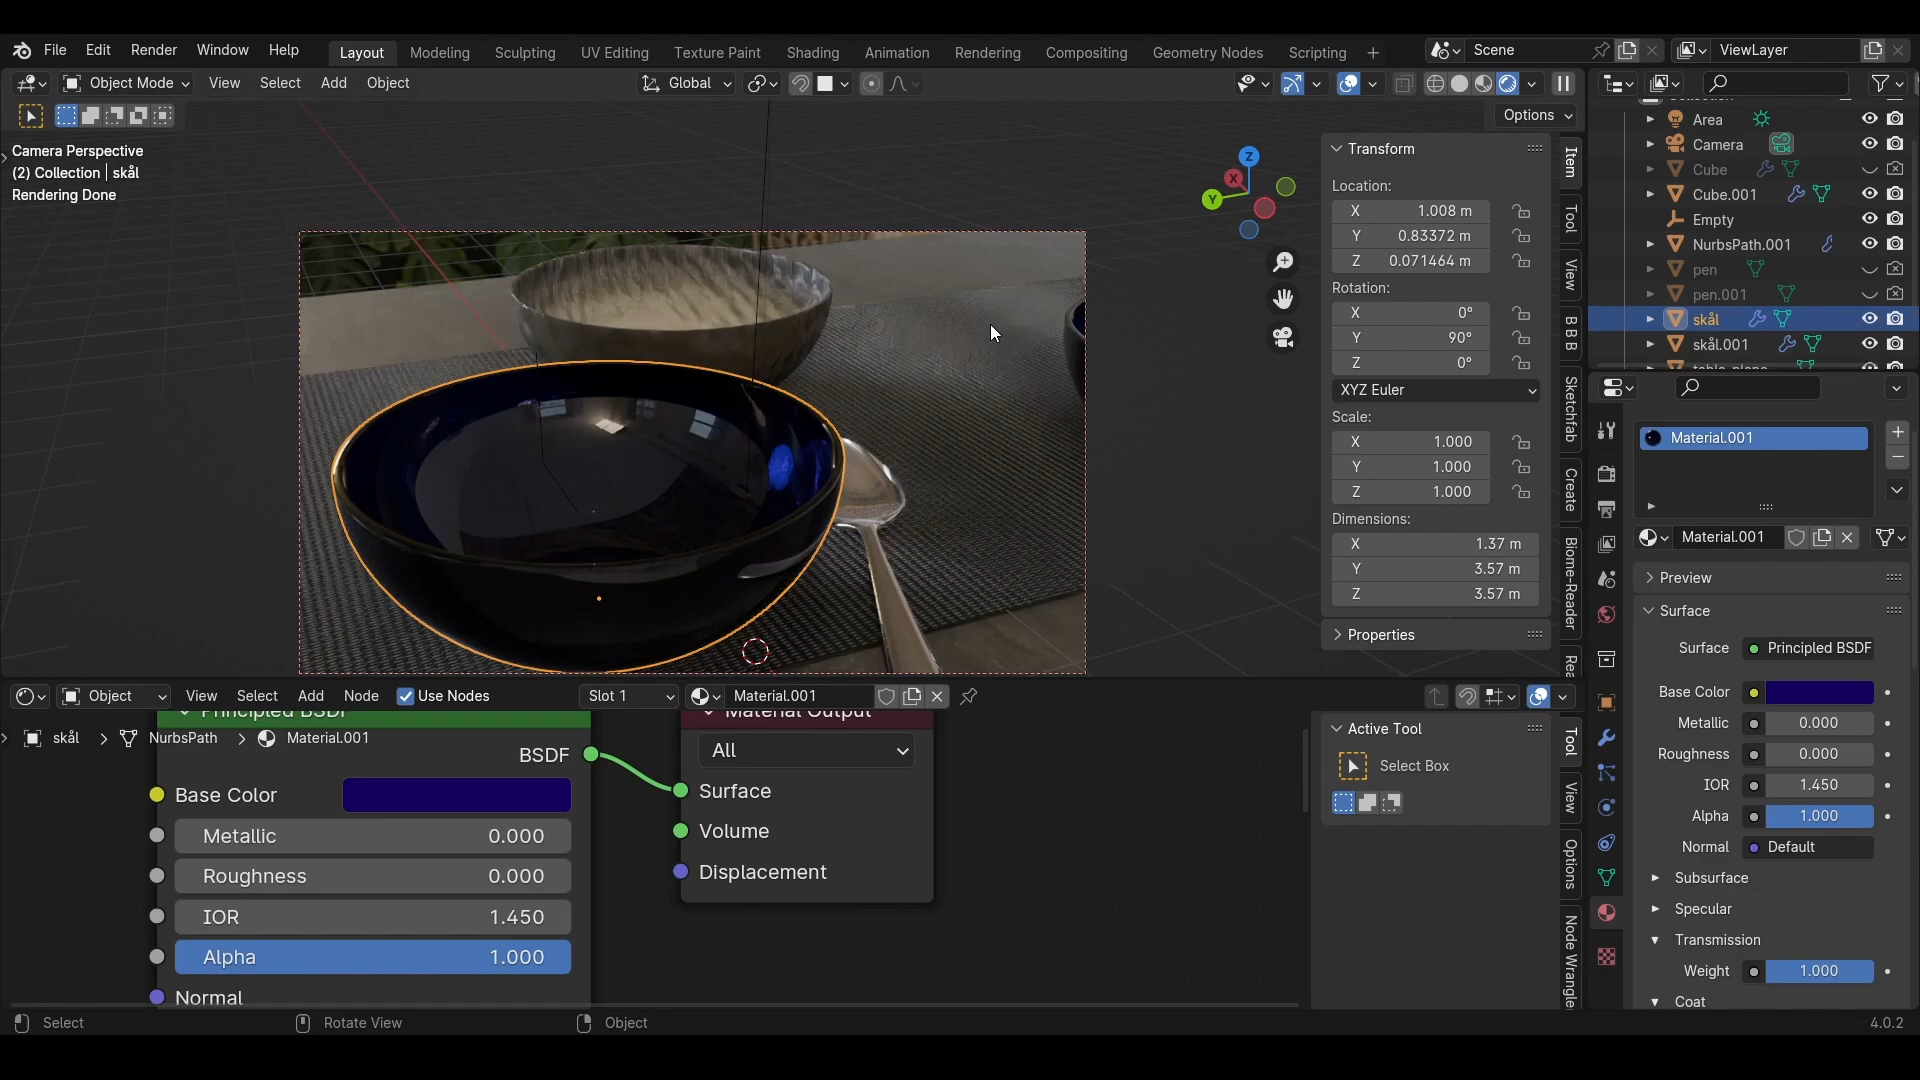 File Edit Render Window Help Layout Modeling Sculpting UV Editing Texture Paint Shading Animation Rendering Compositing Geometry Nodes Scripting + Scene ViewLayer
Object Mode View Select Add Object Global
Options
Camera Perspective
(2) Collection | skål
Rendering Done
Z
X
Y
Transform
Location:
X 1.008 m
Y 0.83372 m
Z 0.071464 m
Rotation:
X 0°
Y 90°
Z 0°
XYZ Euler
Scale:
X 1.000
Y 1.000
Z 1.000
Dimensions:
X 1.37 m
Y 3.57 m
Z 3.57 m
Properties
Item
Tool
View
B B B
Sketchfab
Create
Biome-Reader
Area
Camera
Cube
Cube.001
Empty
NurbsPath.001
pen
pen.001
skål
skål.001
Material.001
Material.001
Preview
Surface
Surface Principled BSDF
Base Color
Metallic 0.000
Roughness 0.000
IOR 1.450
Alpha 1.000
Normal Default
Subsurface
Specular
Transmission
Weight 1.000
Coat
Object View Select Add Node Use Nodes Slot 1 Material.001
skål > NurbsPath > Material.001
Principled BSDF
BSDF
Base Color
Metallic 0.000
Roughness 0.000
IOR 1.450
Alpha 1.000
Normal
Material Output
All
Surface
Volume
Displacement
Active Tool
Select Box
Tool
View
Options
Node Wrangle
Select Rotate View Object 4.0.2